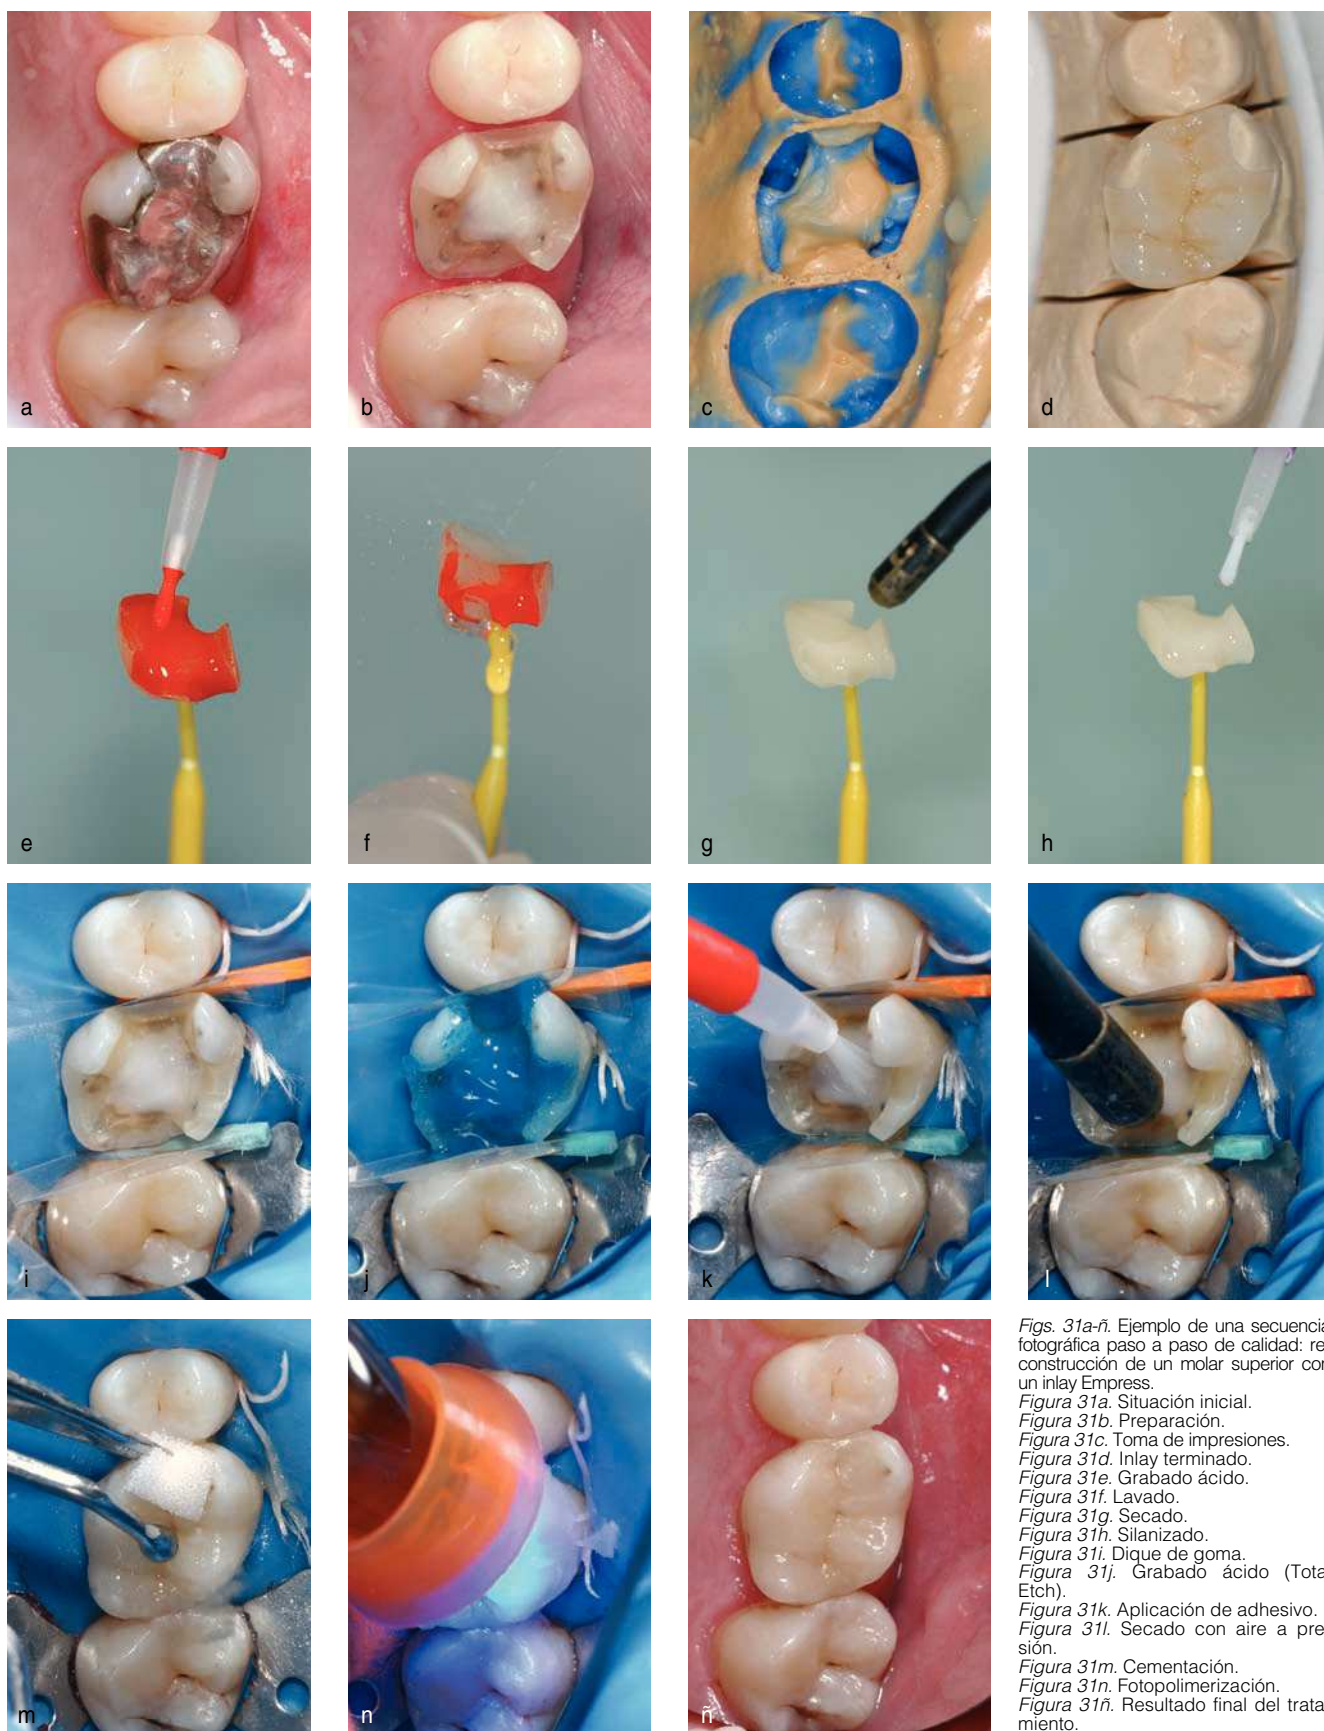 a
b
c
d
e
f
g
h
i
j
k
l
m
n
ñ
Figs. 31a-ñ. Ejemplo de una secuencia
fotográfica paso a paso de calidad: re
construcción de un molar superior con
un inlay Empress.
Figura 31a. Situación inicial.
Figura 31b. Preparación.
Figura 31c. Toma de impresiones.
Figura 31d. Inlay terminado.
Figura 31e. Grabado ácido.
Figura 31f. Lavado.
Figura 31g. Secado.
Figura 31h. Silanizado.
Figura 31i. Dique de goma.
Figura 31j. Grabado ácido (Tota
Etch).
Figura 31k. Aplicación de adhesivo.
Figura 31l. Secado con aire a pre
sión.
Figura 31m. Cementación.
Figura 31n. Fotopolimerización.
Figura 31ñ. Resultado final del trata
miento.